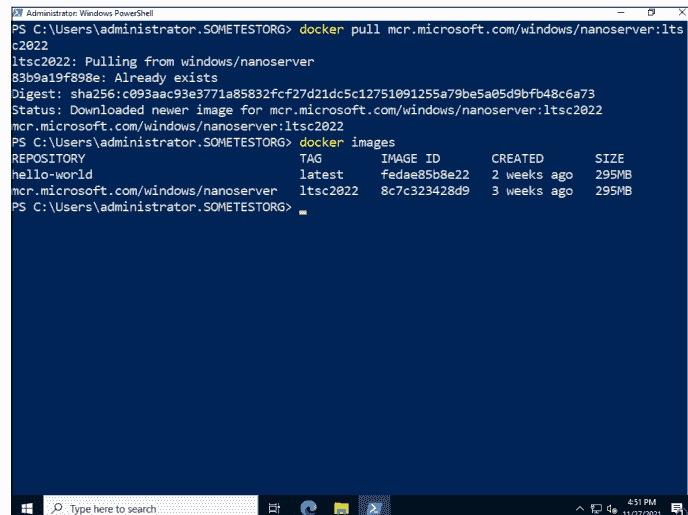 Administrator: Windows PowerShell
PS C:\Users\administrator.SOMETESTORG> docker pull mcr.microsoft.com/windows/nanoserver:lts
c2022
ltsc2022: Pulling from windows/nanoserver
83b9a19f898e: Already exists
Digest: sha256:c093aac93e3771a85832fcf27d21dc5c12751091255a79be5a05d9bfb48c6a73
Status: Downloaded newer image for mcr.microsoft.com/windows/nanoserver:ltsc2022
mcr.microsoft.com/windows/nanoserver:ltsc2022
PS C:\Users\administrator.SOMETESTORG> docker images
REPOSITORY TAG IMAGE ID CREATED SIZE
hello-world latest fedae85b8e22 2 weeks ago 295MB
mcr.microsoft.com/windows/nanoserver ltsc2022 8c7c323428d9 3 weeks ago 295MB
PS C:\Users\administrator.SOMETESTORG>
Type here to search
4:51 PM
11/27/2021